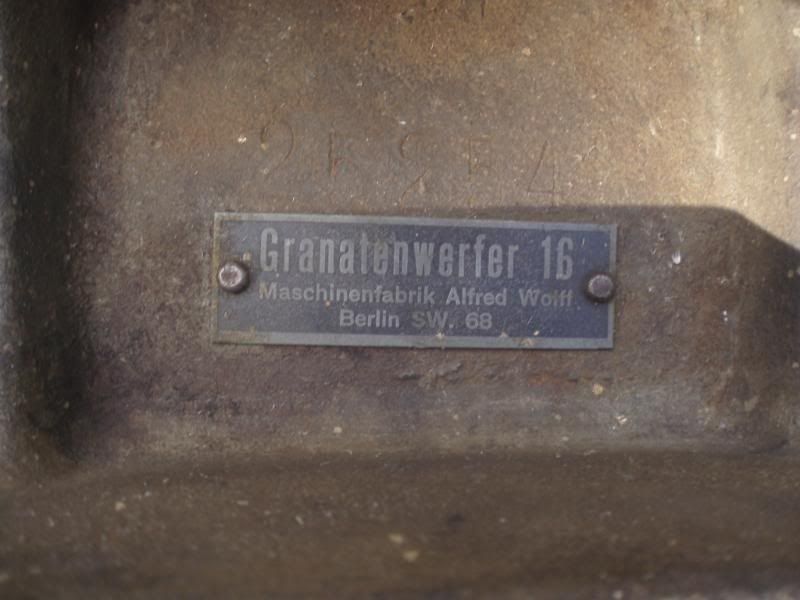 Granatenwerfer 16
Maschinenfabrik Alfred Wolff
Berlin SW. 68